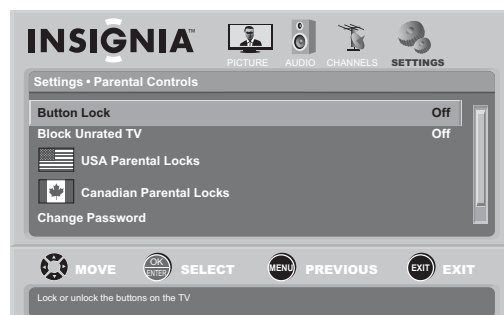 INSIGNIA
PICTURE AUDIO CHANNELS SETTINGS
Settings • Parental Controls
Button Lock Off
Block Unrated TV Off
USA Parental Locks
Canadian Parental Locks
Change Password
MOVE OK ENTER SELECT MENU PREVIOUS EXIT EXIT
Lock or unlock the buttons on the TV